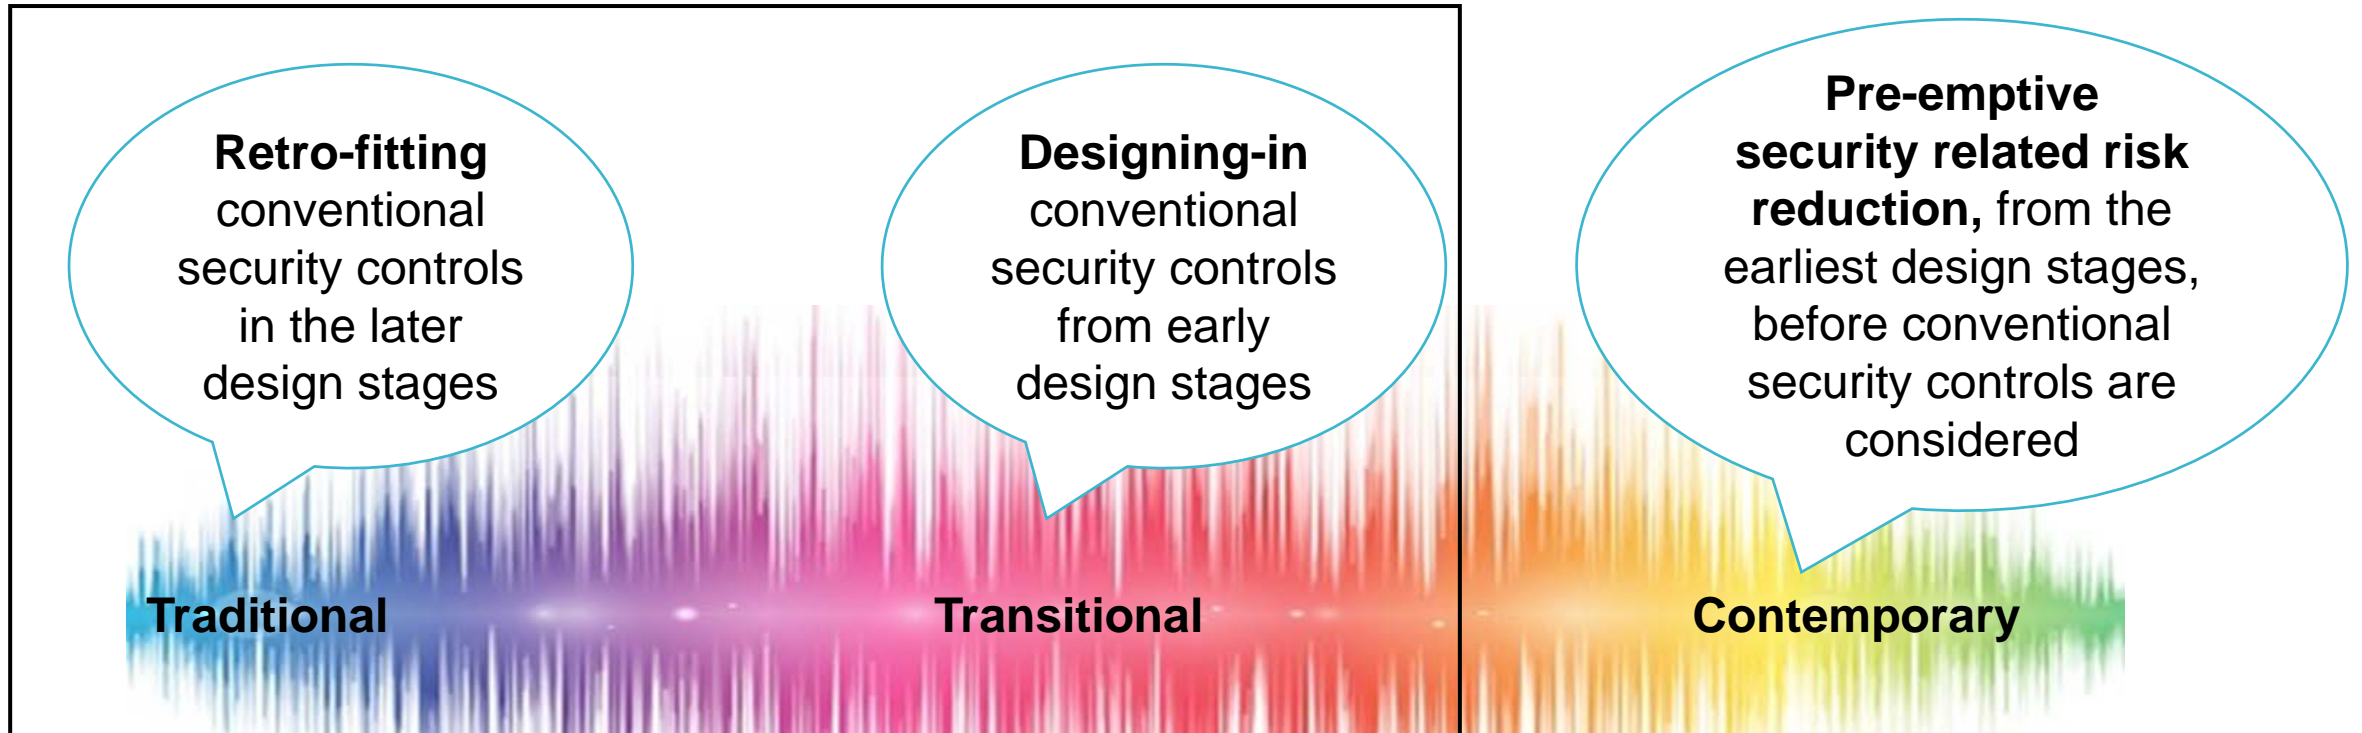 Retro-fitting
conventional
security controls
in the later
design stages
Designing-in
conventional
security controls
from early
design stages
Pre-emptive
security related risk
reduction, from the
earliest design stages,
before conventional
security controls are
considered
Traditional
Transitional
Contemporary